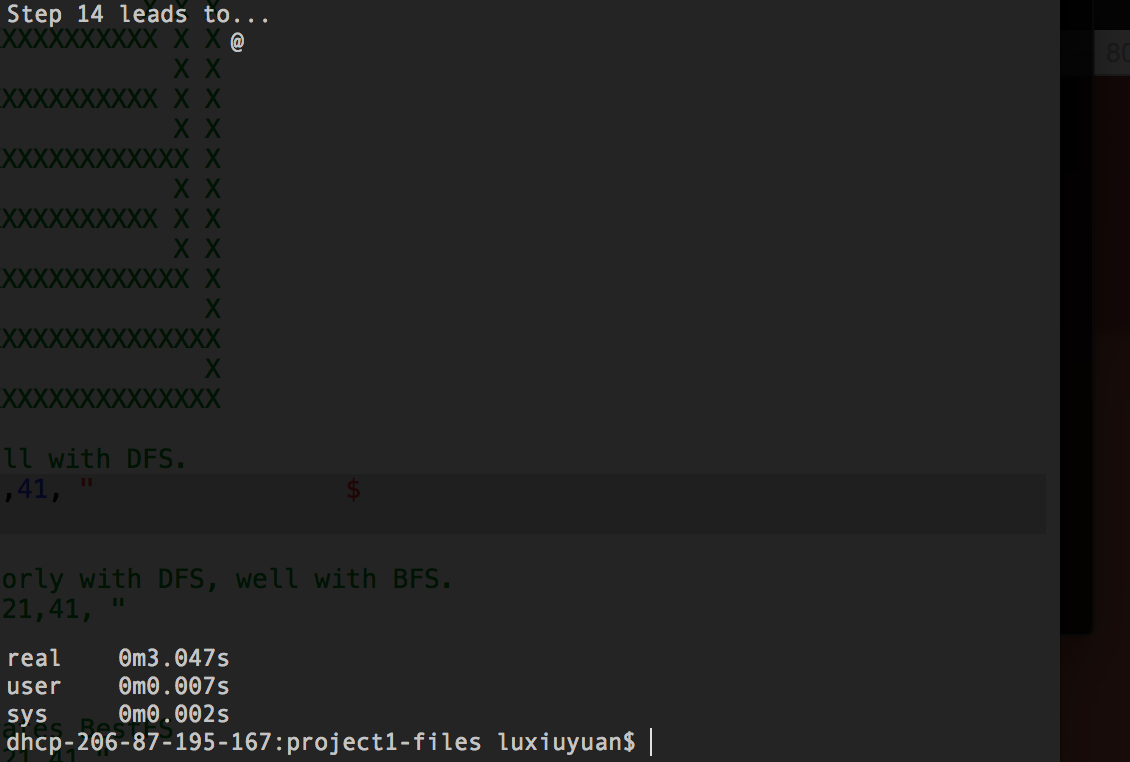 Step 14 leads to...
XXXXXXXXXX X X @
X X
XXXXXXXXXX X X
X X
XXXXXXXXXXXX X
X X
XXXXXXXXXX X X
X X
XXXXXXXXXXXX X
X
XXXXXXXXXXXXXX
X
XXXXXXXXXXXXXX
ll with DFS.
,41, " $
orly with DFS, well with BFS.
21,41, "
real 0m3.047s
user 0m0.007s
sys 0m0.002s
dhcp-206-87-195-167:project1-files luxiuyuan$
80